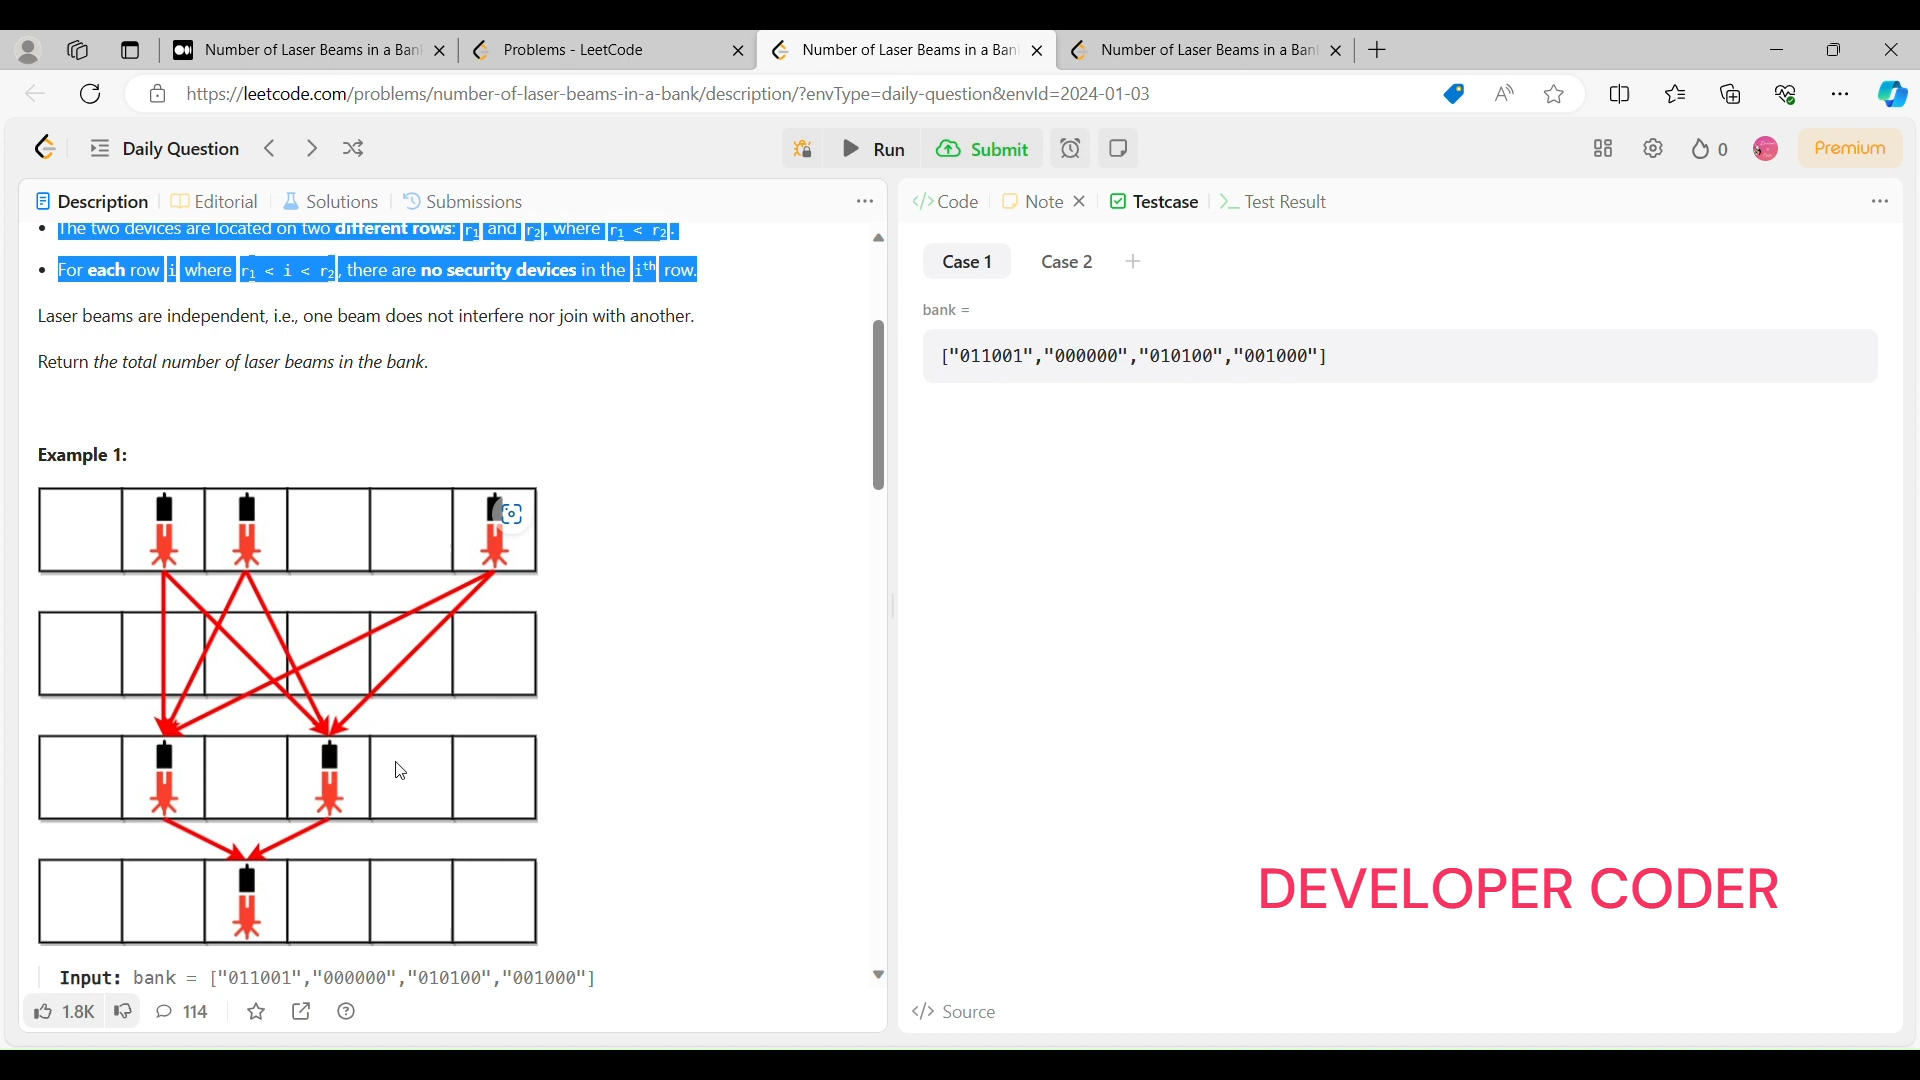 Number of Laser Beams in a Ban
Problems - LeetCode
Number of Laser Beams in a Ban
Number of Laser Beams in a Ban
https://leetcode.com/problems/number-of-laser-beams-in-a-bank/description/?envType=daily-question&envId=2024-01-03
Daily Question
Run
Submit
0
Premium
Description
Editorial
Solutions
Submissions
• The two devices are located on two different rows: r₁ and r₂, where r₁ < r₂.
• For each row i where r₁ < i < r₂, there are no security devices in the iᵗʰ row.
Laser beams are independent, i.e., one beam does not interfere nor join with another.
Return the total number of laser beams in the bank.
Example 1:
Input: bank = ["011001","000000","010100","001000"]
1.8K
114
</> Code
Note
Testcase
Test Result
Case 1
Case 2
bank =
["011001","000000","010100","001000"]
DEVELOPER CODER
</> Source